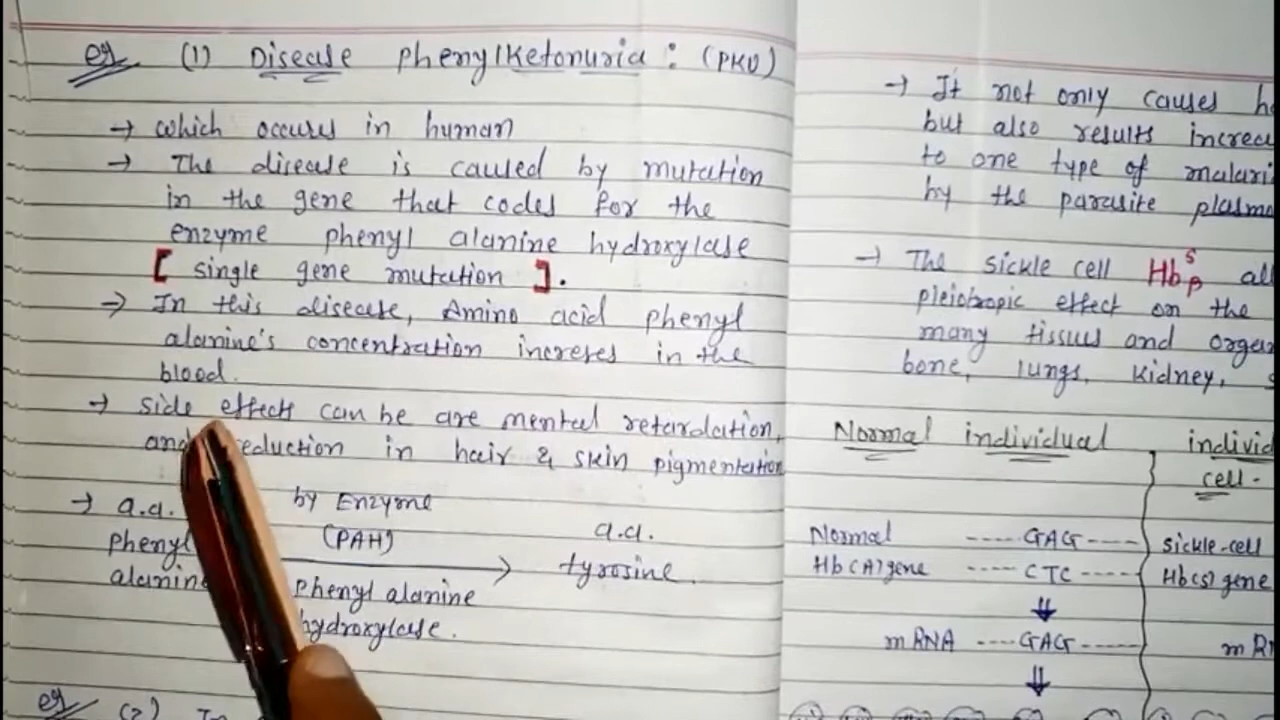 eg (1) Disease phenylketonuria : (PKU)
→ which occurs in human
→ The disease is caused by mutation
in the gene that codes for the
enzyme phenyl alanine hydroxylase
[ single gene mutation ].
→ In this disease, Amino acid phenyl
alanine's concentration increses in the
blood.
→ side effects can be are mental retardation,
and reduction in hair & skin pigmentation
→ a.a. by Enzyme a.a.
phenyl (PAH) tyrosine.
alanine phenyl alanine
hydroxylase.
eg (2) In
→ It not only causes
but also results
to one type of
by the parasite
→ The sickle cell Hb
pleiotropic effect on the
many tissues and
bone, lungs, kidney,
Normal individual
cell-
Normal ---- GAG ---- sickle-cell
Hb(A)gene ---- CTC ---- Hb(s)gene
mRNA ---- GAG ----